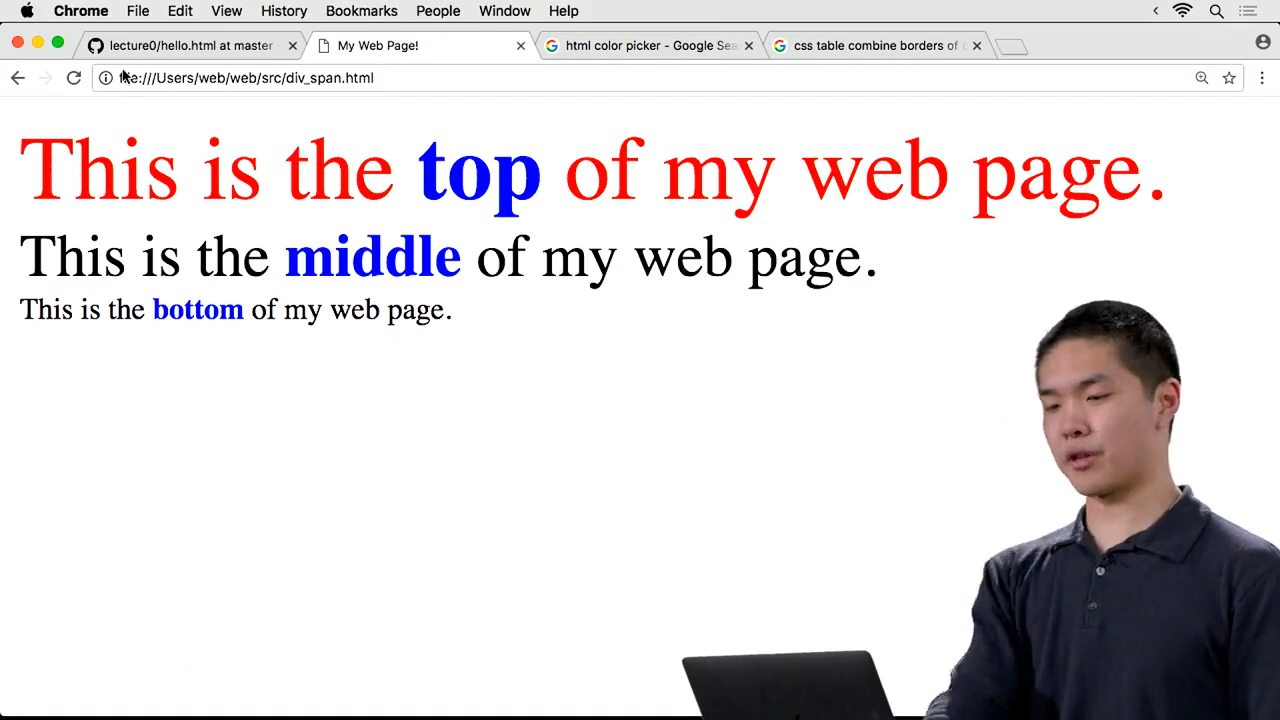 Chrome File Edit View History Bookmarks People Window Help
lecture0/hello.html at master My Web Page! html color picker - Google Sea css table combine borders of
file:///Users/web/web/src/div_span.html
This is the top of my web page.
This is the middle of my web page.
This is the bottom of my web page.